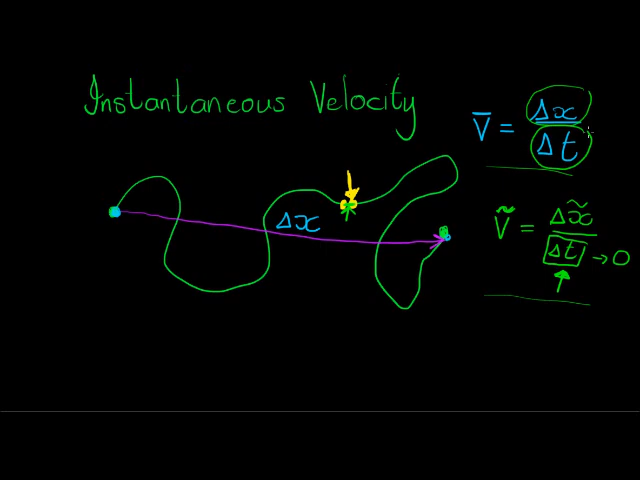 Instantaneous Velocity
V̅ = Δx / Δt
Δx
Ṽ = Δx̃ / Δt → 0